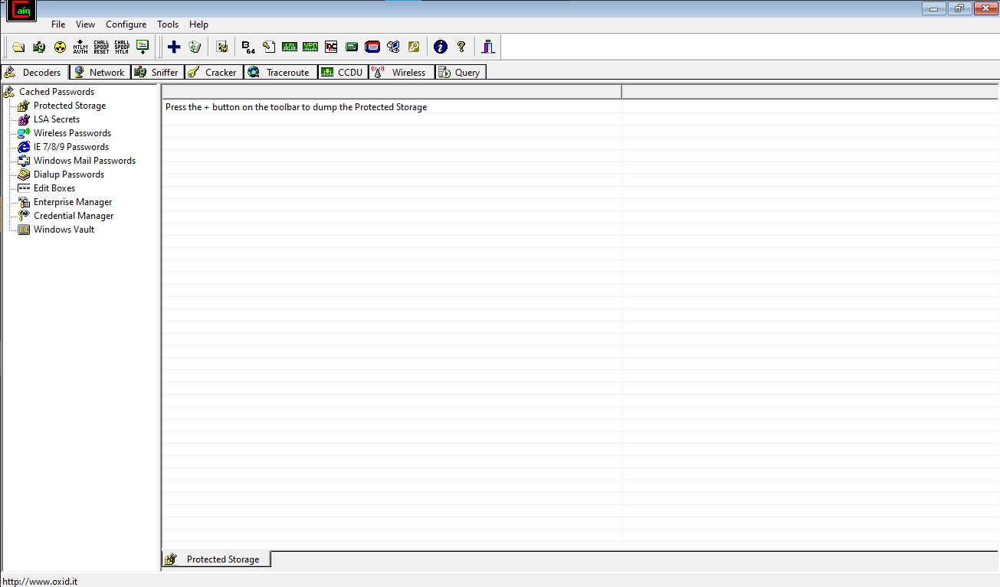 Cain
File View Configure Tools Help
NTLM AUTH CHALL SPOOF RESET CHALL SPOOF NTLM B64 VPN
Decoders Network Sniffer Cracker Traceroute CCDU Wireless Query
Cached Passwords
Protected Storage
LSA Secrets
Wireless Passwords
IE 7/8/9 Passwords
Windows Mail Passwords
Dialup Passwords
Edit Boxes
Enterprise Manager
Credential Manager
Windows Vault
Press the + button on the toolbar to dump the Protected Storage
Protected Storage
http://www.oxid.it